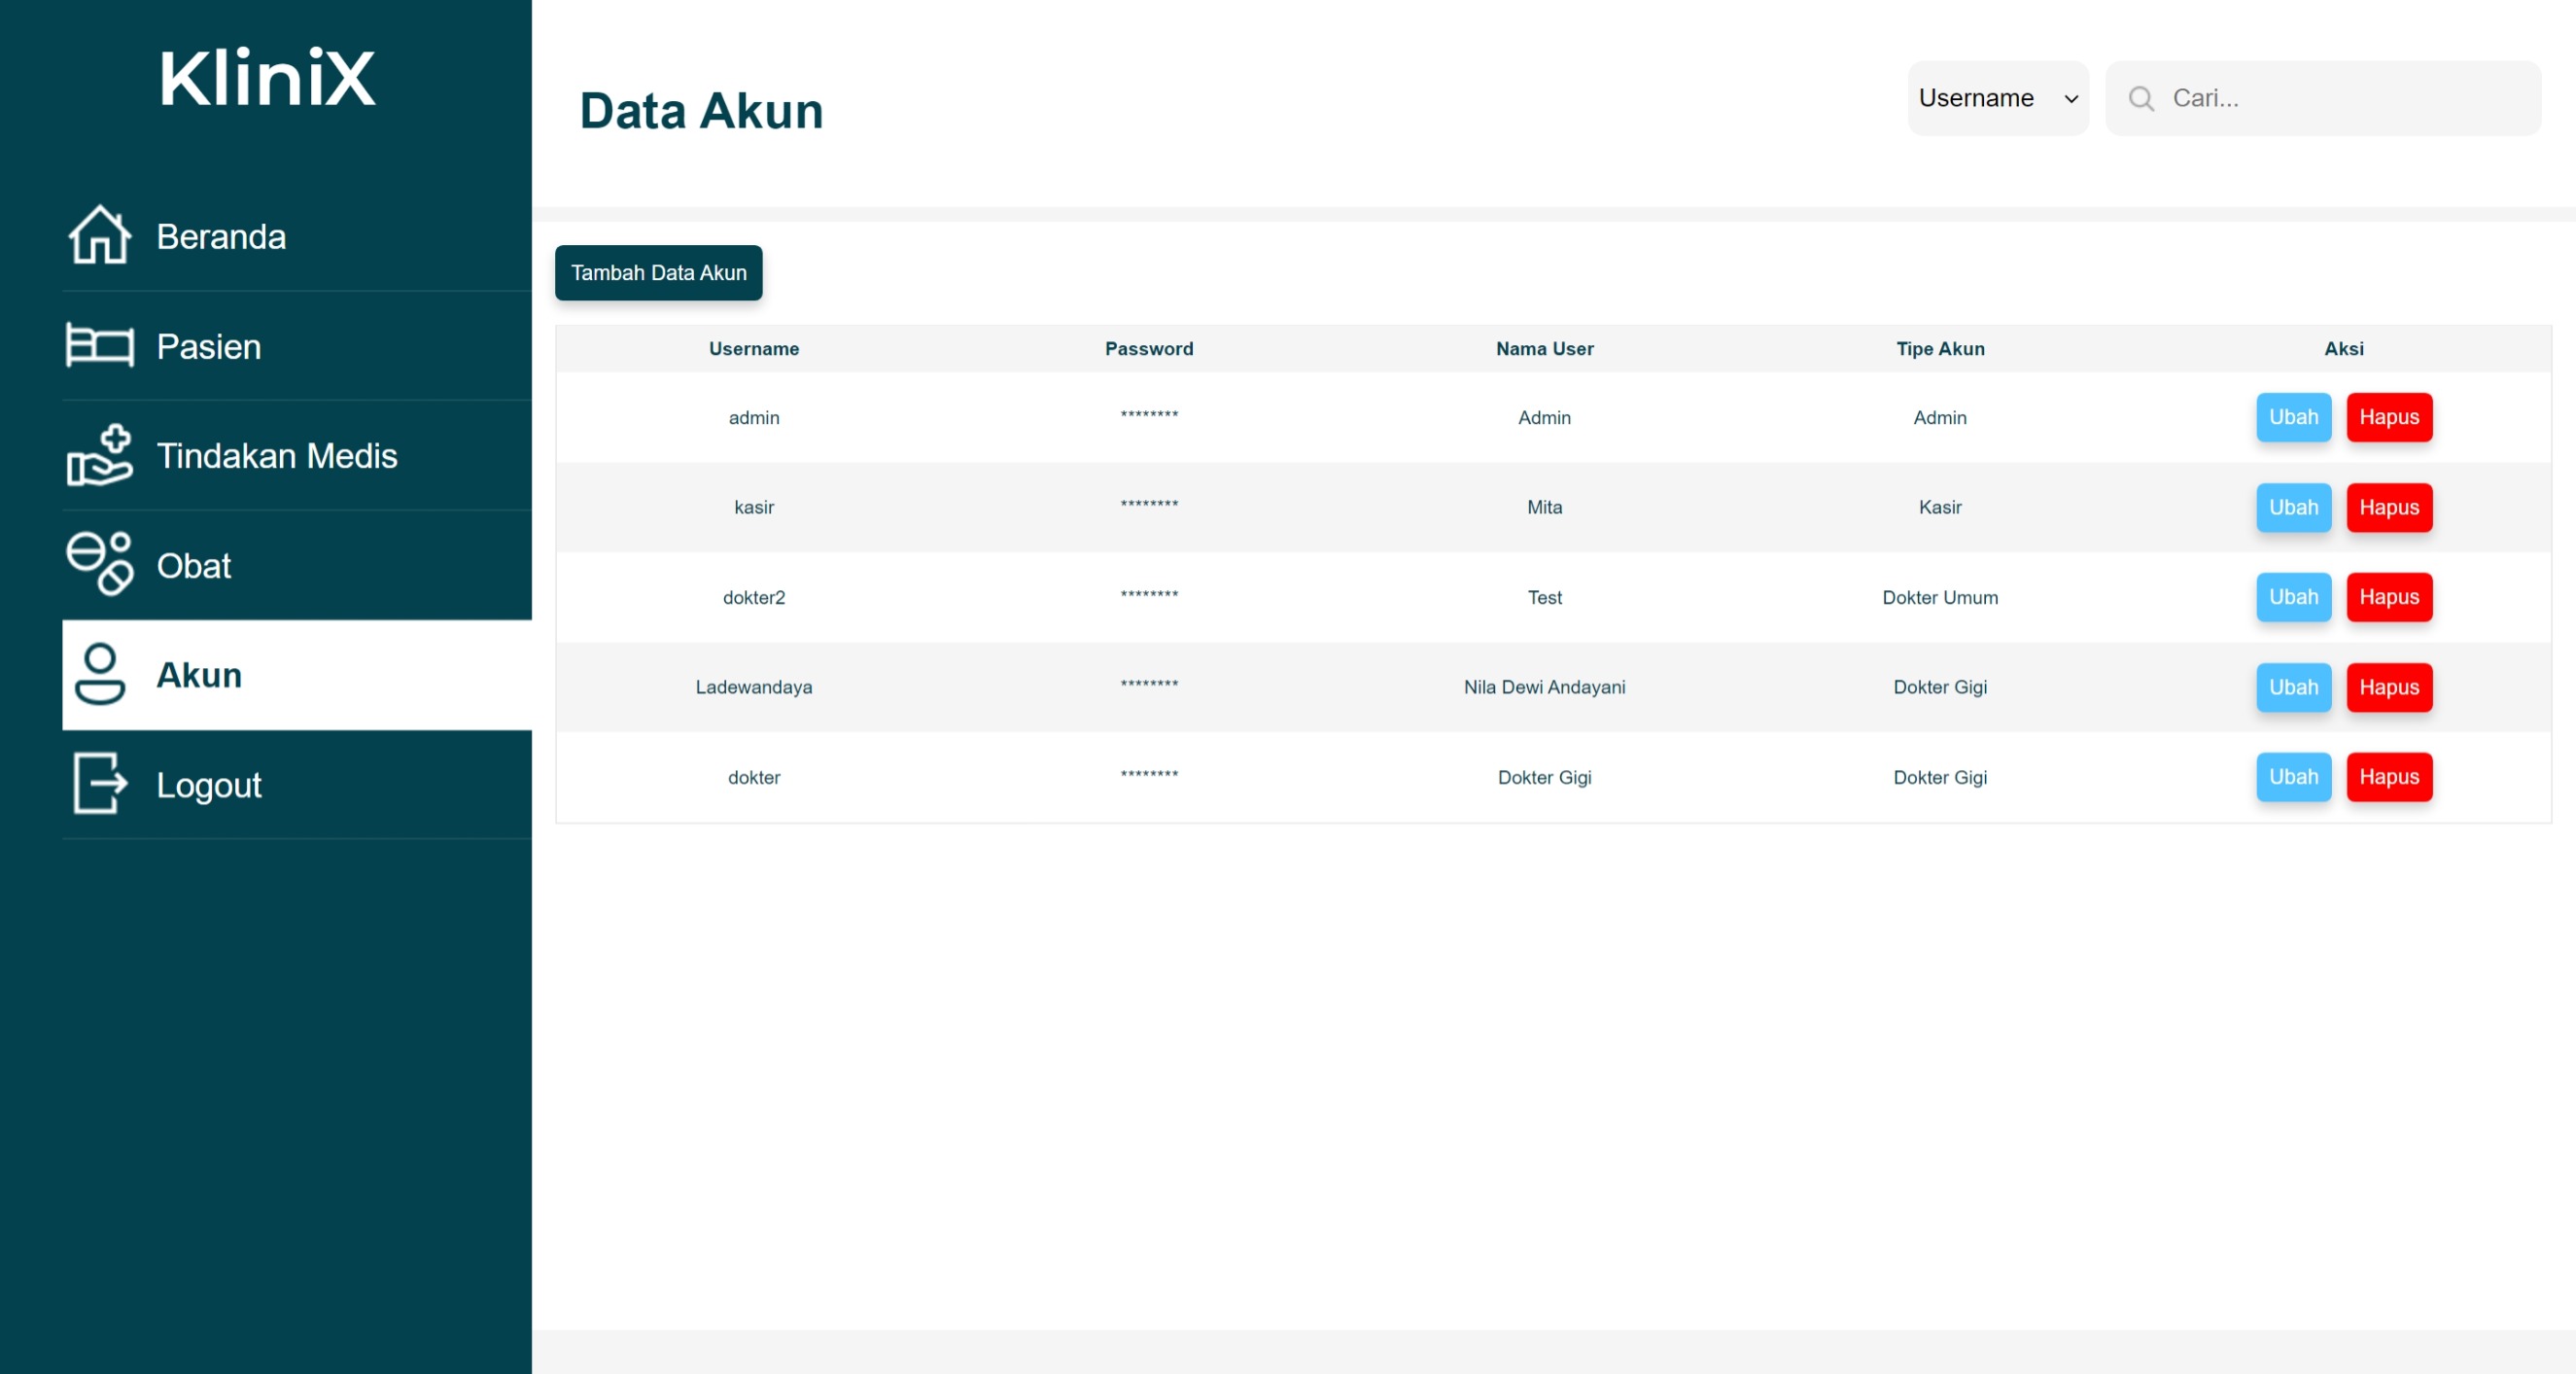 KliniX
Beranda
Pasien
Tindakan Medis
Obat
Akun
Logout
Data Akun
Username
Cari...
Tambah Data Akun
Username Password Nama User Tipe Akun Aksi
admin ******** Admin Admin Ubah Hapus
kasir ******** Mita Kasir Ubah Hapus
dokter2 ******** Test Dokter Umum Ubah Hapus
Ladewandaya ******** Nila Dewi Andayani Dokter Gigi Ubah Hapus
dokter ******** Dokter Gigi Dokter Gigi Ubah Hapus